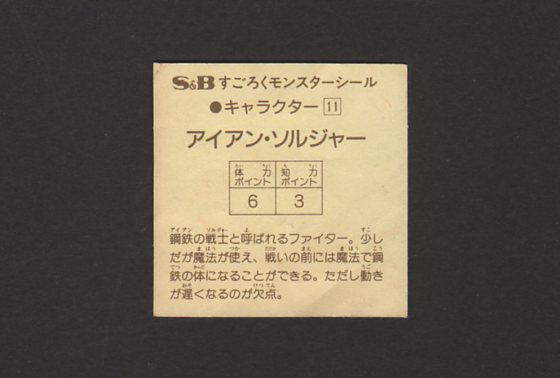 S&Bすごろくモンスターシール
●キャラクター 11
アイアン・ソルジャー
体力ポイント 知力ポイント
6 3
鋼鉄の戦士と呼ばれるファイター。少し
だが魔法が使え、戦いの前には魔法で鋼
鉄の体になることができる。ただし動き
が遅くなるのが欠点。